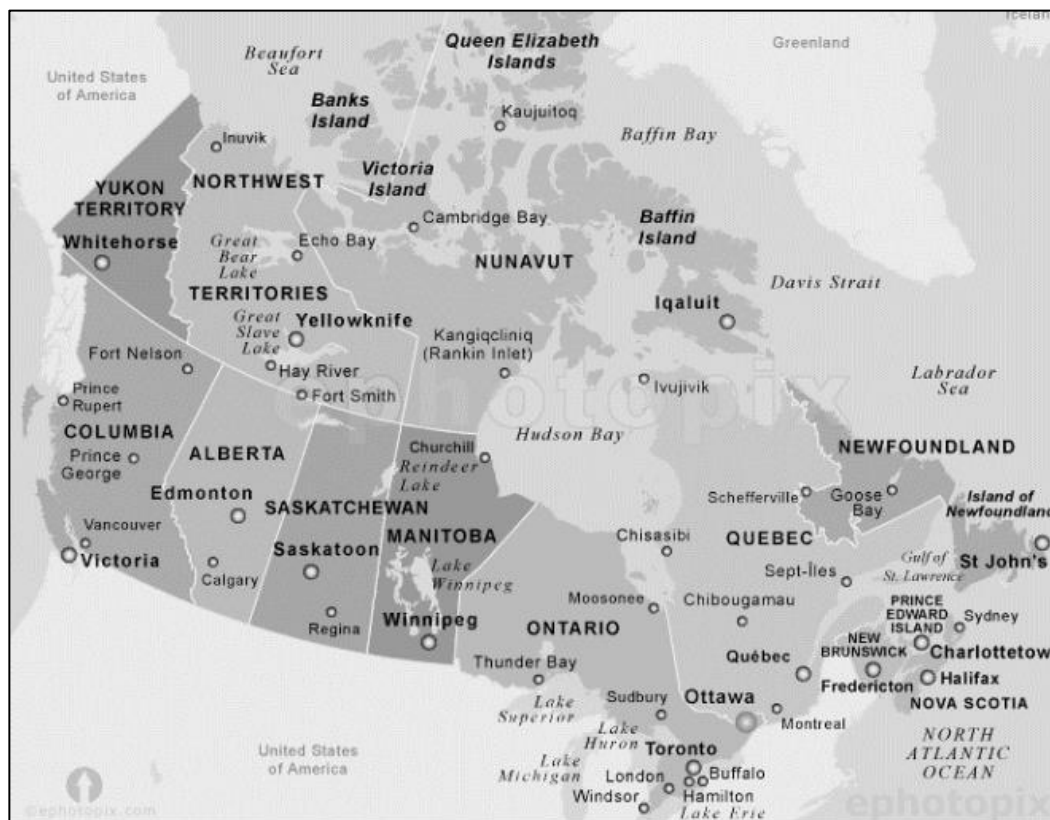 Iceland
Queen Elizabeth
Islands
Beaufort
Sea
Greenland
United States
of America
Banks
Island
Kaujuitoq
Baffin Bay
Inuvik
Victoria
Island
NORTHWEST
YUKON
TERRITORY
Cambridge Bay
Baffin
Island
Whitehorse
Great
Bear
Lake
Echo Bay
NUNAVUT
Davis Strait
TERRITORIES
Iqaluit
Great
Slave
Lake
Yellowknife
Kangiqcliniq
(Rankin Inlet)
Fort Nelson
Hay River
Ivujivik
Labrador
Sea
Prince
Rupert
Fort Smith
ephotopix
COLUMBIA
Hudson Bay
Churchill
NEWFOUNDLAND
ALBERTA
Prince
George
Reindeer
Lake
Edmonton
Schefferville
Goose
Bay
Island of
Newfoundland
SASKATCHEWAN
Vancouver
MANITOBA
Chisasibi
QUEBEC
Victoria
Saskatoon
Lake
Winnipeg
Gulf of
St. Lawrence
St John's
Calgary
Sept-Îles
Moosonee
Chibougamau
PRINCE
EDWARD
ISLAND
Sydney
Regina
Winnipeg
ONTARIO
NEW
BRUNSWICK
Charlottetow
Thunder Bay
Québec
Fredericton
Halifax
Sudbury
Ottawa
NOVA SCOTIA
Lake
Superior
Montreal
Lake
Huron
NORTH
ATLANTIC
OCEAN
United States
of America
Toronto
Lake
Michigan
London
Buffalo
Windsor
Hamilton
Lake Erie
©ephotopix.com
ephotopix